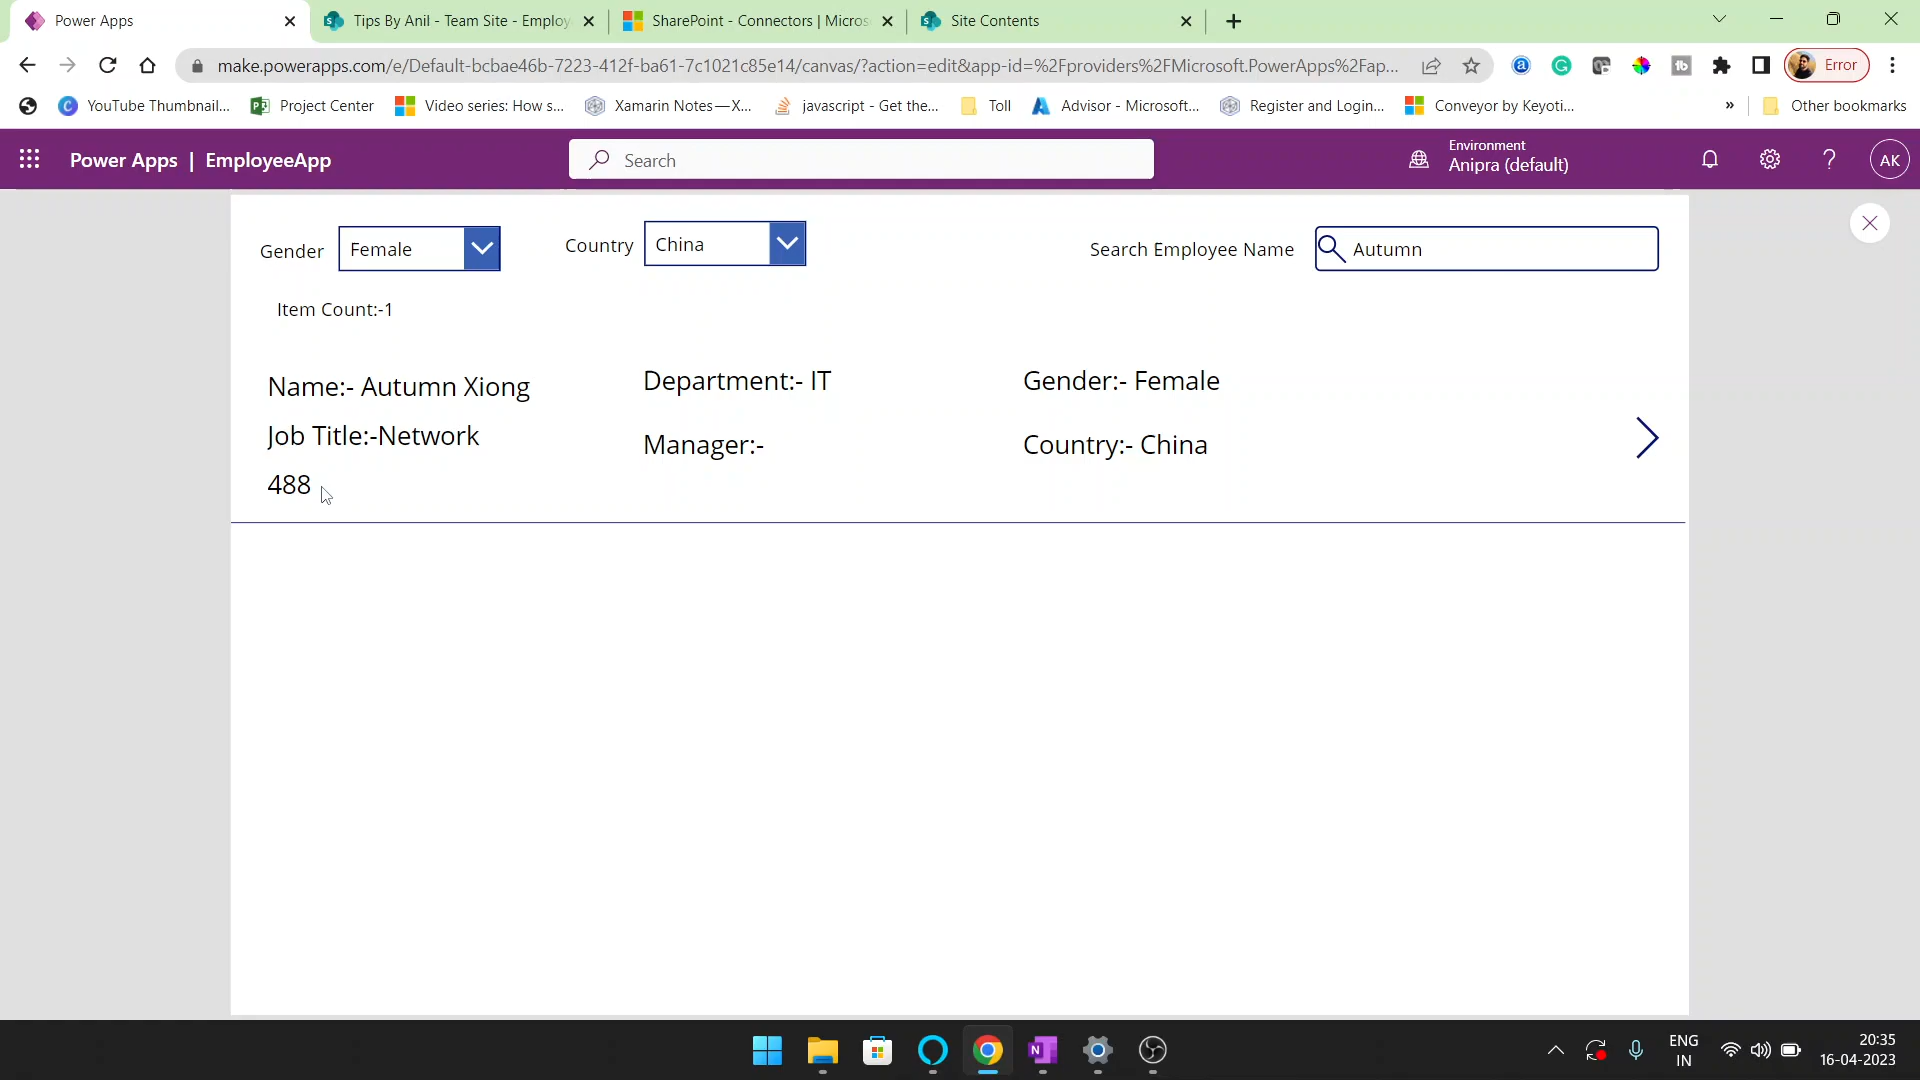 Power Apps
Tips By Anil - Team Site - Employ
SharePoint - Connectors | Micros
Site Contents
make.powerapps.com/e/Default-bcbae46b-7223-412f-ba61-7c1021c85e14/canvas/?action=edit&app-id=%2Fproviders%2FMicrosoft.PowerApps%2Fap...
Error
YouTube Thumbnail...
Project Center
Video series: How s...
Xamarin Notes—X...
javascript - Get the...
Toll
Advisor - Microsoft...
Register and Login...
Conveyor by Keyoti...
»
Other bookmarks
Power Apps | EmployeeApp
Search
Environment
Anipra (default)
AK
Gender
Female
Country
China
Search Employee Name
Autumn
Item Count:-1
Name:- Autumn Xiong
Department:- IT
Gender:- Female
Job Title:-Network
Manager:-
Country:- China
488
ENG
IN
20:35
16-04-2023